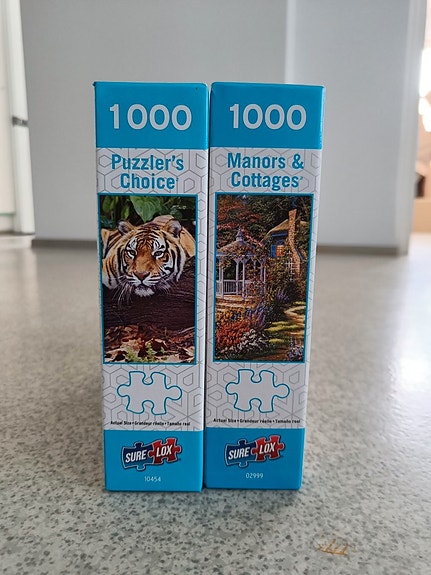 1000
Puzzler's
Choice
Actual Size • Grandeur réelle • Tamaño real
SURE LOX
10454
1000
Manors &
Cottages®
Actual Size • Grandeur réelle • Tamaño real
SURE LOX
02999